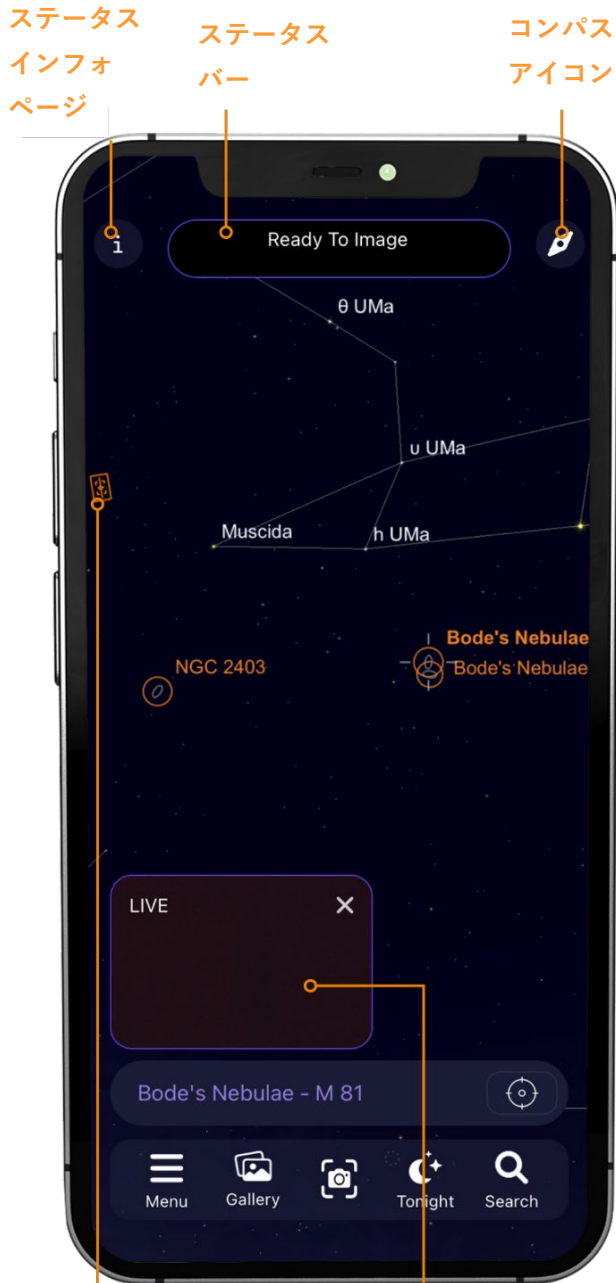 ステータス
インフォ
ページ
ステータス
バー
コンパス
アイコン
i
Ready To Image
θ UMa
υ UMa
Muscida
h UMa
Bode's Nebulae
Bode's Nebulae
NGC 2403
LIVE
Bode's Nebulae - M 81
Menu
Gallery
Tonight
Search